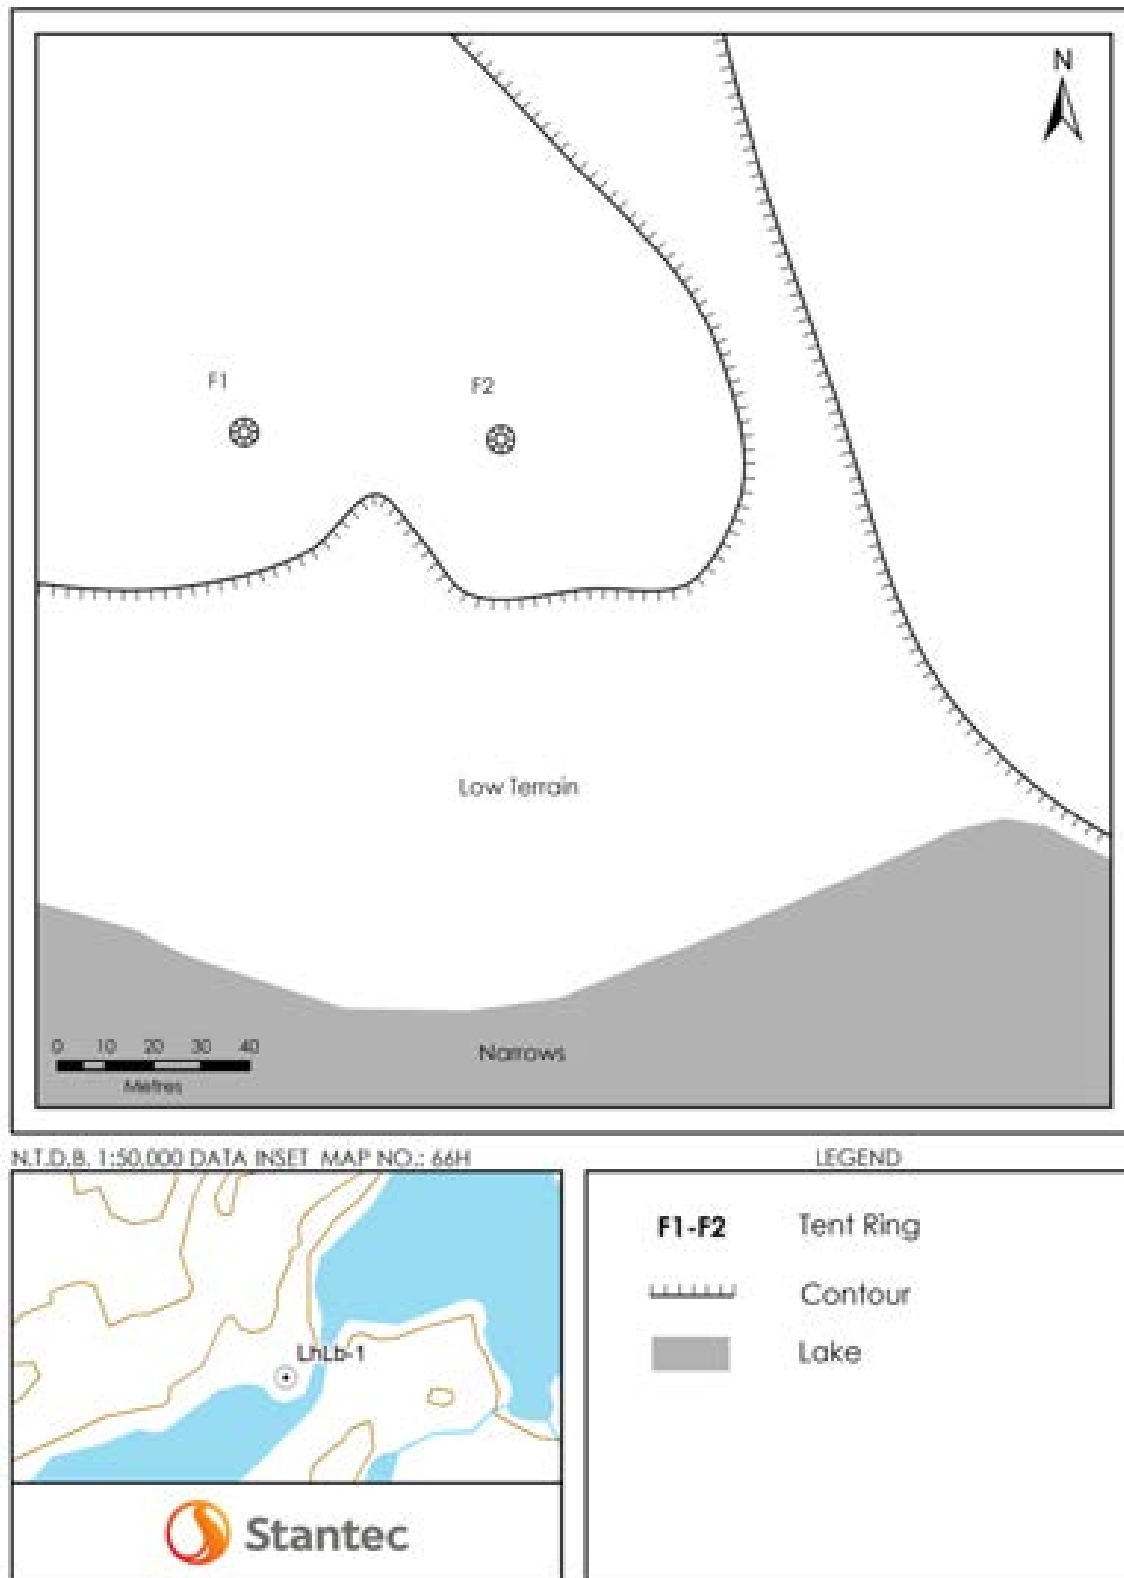 N
F1
F2
Low Terrain
0 10 20 30 40
Metres
Narrows
N.T.D.B. 1:50,000 DATA INSET MAP NO.: 66H
LhLb-1
Stantec
LEGEND
F1-F2 Tent Ring
Contour
Lake